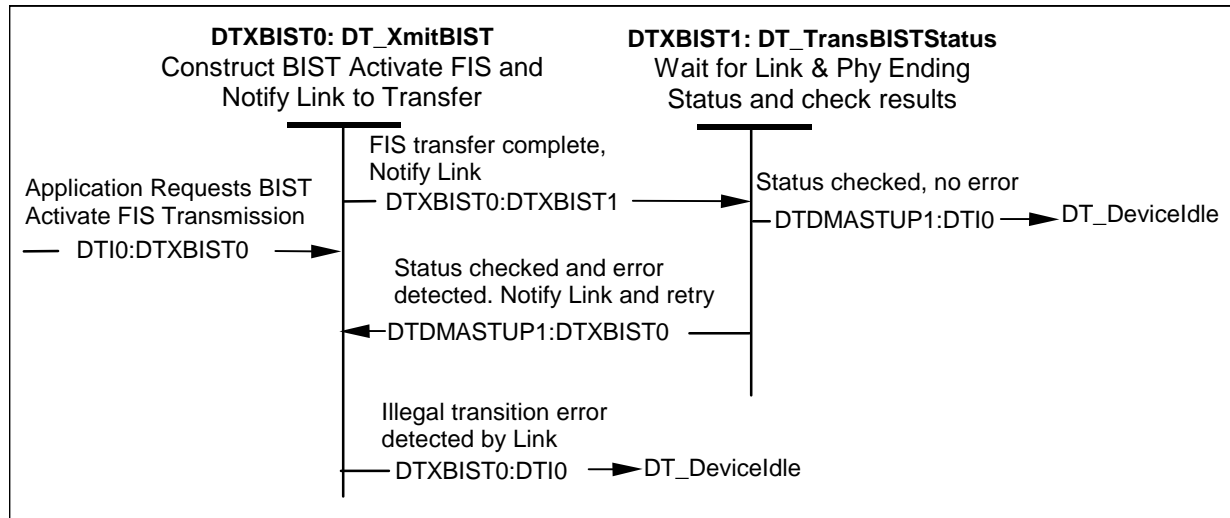 DTXBIST0: DT_XmitBIST
Construct BIST Activate FIS and
Notify Link to Transfer
DTXBIST1: DT_TransBISTStatus
Wait for Link & Phy Ending
Status and check results
Application Requests BIST
Activate FIS Transmission
DTI0:DTXBIST0
FIS transfer complete,
Notify Link
DTXBIST0:DTXBIST1
Status checked, no error
DTDMASTUP1:DTI0
DT_DeviceIdle
Status checked and error
detected. Notify Link and retry
DTDMASTUP1:DTXBIST0
Illegal transition error
detected by Link
DTXBIST0:DTI0
DT_DeviceIdle